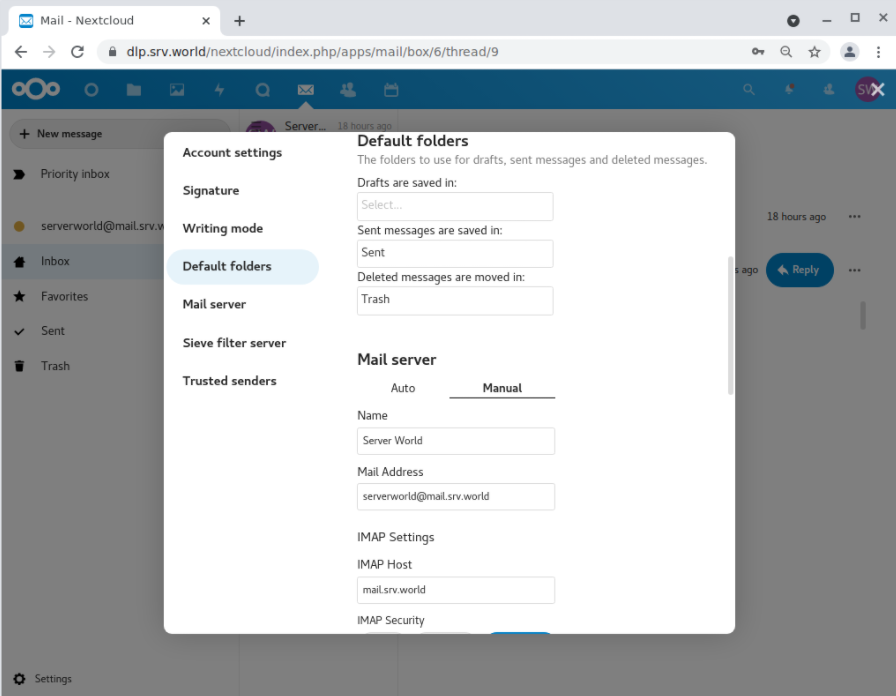 Mail - Nextcloud
dlp.srv.world/nextcloud/index.php/apps/mail/box/6/thread/9
SW
New message
Server...
18 hours ago
Priority inbox
serverworld@mail.srv.w
Inbox
Favorites
Sent
Trash
Settings
18 hours ago
s ago
Reply
Account settings
Signature
Writing mode
Default folders
Mail server
Sieve filter server
Trusted senders
Default folders
The folders to use for drafts, sent messages and deleted messages.
Drafts are saved in:
Select...
Sent messages are saved in:
Sent
Deleted messages are moved in:
Trash
Mail server
Auto Manual
Name
Server World
Mail Address
serverworld@mail.srv.world
IMAP Settings
IMAP Host
mail.srv.world
IMAP Security